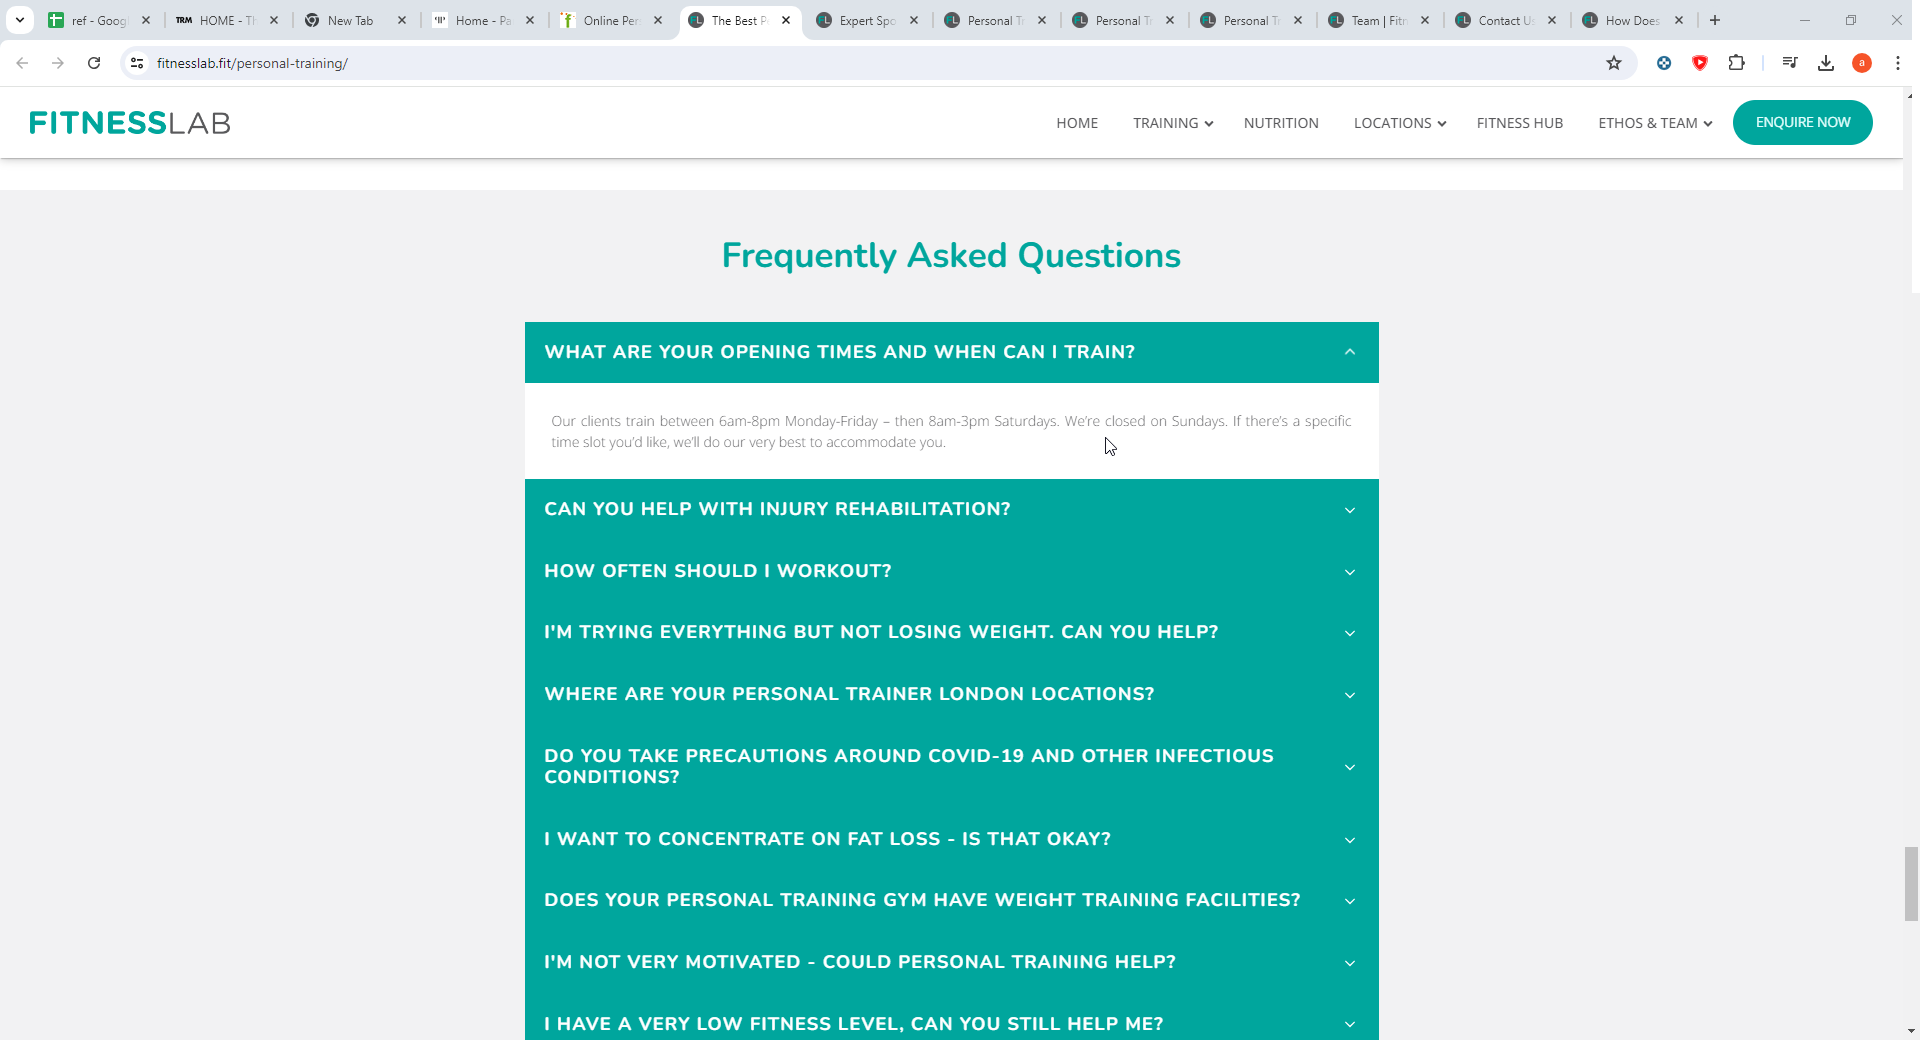 ref - Goog
TRM HOME - Th
New Tab
Home - Pa
Online Per
The Best P
Expert Spo
Personal Tr
Personal Tr
Personal Tr
Team | Fitn
Contact Us
How Does
fitnesslab.fit/personal-training/
a
FITNESSLAB
HOME
TRAINING
NUTRITION
LOCATIONS
FITNESS HUB
ETHOS & TEAM
ENQUIRE NOW
Frequently Asked Questions
WHAT ARE YOUR OPENING TIMES AND WHEN CAN I TRAIN?
Our clients train between 6am-8pm Monday-Friday – then 8am-3pm Saturdays. We’re closed on Sundays. If there’s a specific
time slot you’d like, we’ll do our very best to accommodate you.
CAN YOU HELP WITH INJURY REHABILITATION?
HOW OFTEN SHOULD I WORKOUT?
I'M TRYING EVERYTHING BUT NOT LOSING WEIGHT. CAN YOU HELP?
WHERE ARE YOUR PERSONAL TRAINER LONDON LOCATIONS?
DO YOU TAKE PRECAUTIONS AROUND COVID-19 AND OTHER INFECTIOUS
CONDITIONS?
I WANT TO CONCENTRATE ON FAT LOSS - IS THAT OKAY?
DOES YOUR PERSONAL TRAINING GYM HAVE WEIGHT TRAINING FACILITIES?
I'M NOT VERY MOTIVATED - COULD PERSONAL TRAINING HELP?
I HAVE A VERY LOW FITNESS LEVEL, CAN YOU STILL HELP ME?